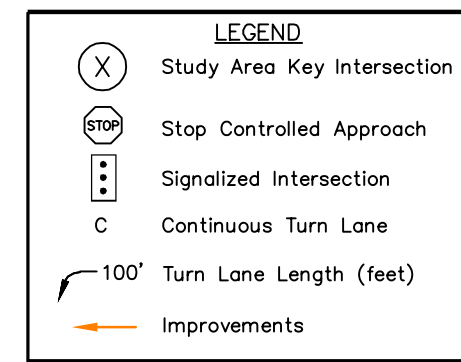 LEGEND
X Study Area Key Intersection
STOP Stop Controlled Approach
Signalized Intersection
C Continuous Turn Lane
100' Turn Lane Length (feet)
Improvements